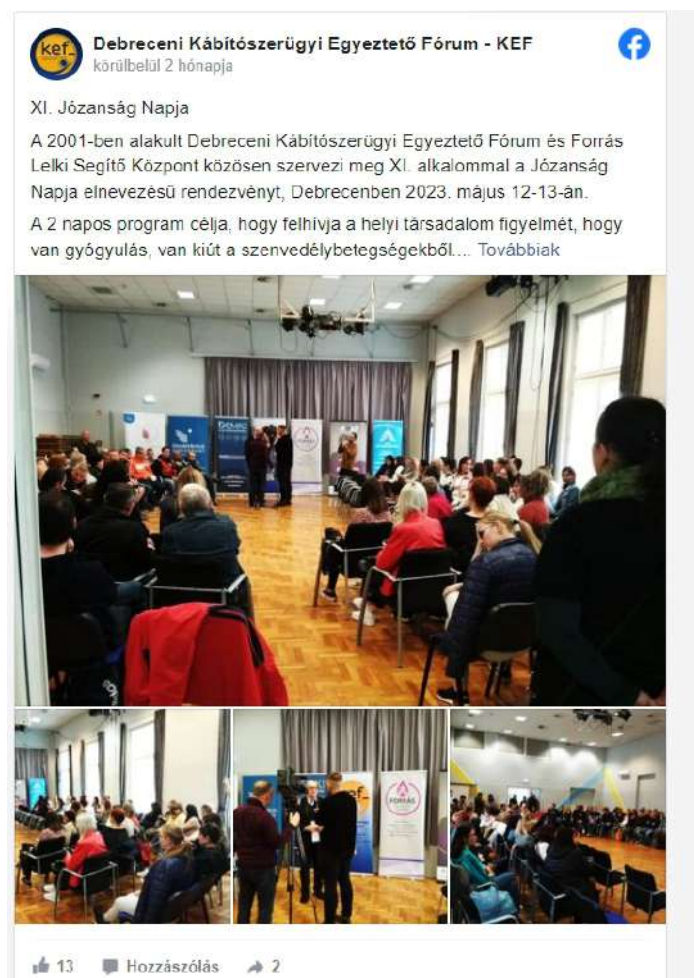 kef_
Debreceni Kábítószerügyi Egyeztető Fórum - KEF
körülbelül 2 hónapja
XI. Józanság Napja
A 2001-ben alakult Debreceni Kábítószerügyi Egyeztető Fórum és Forrás
Lelki Segítő Központ közösen szervezi meg XI. alkalommal a Józanság
Napja elnevezésű rendezvényt, Debrecenben 2023. május 12-13-án.
A 2 napos program célja, hogy felhívja a helyi társadalom figyelmét, hogy
van gyógyulás, van kiút a szenvedélybetegségekből.... Továbbiak
FORRÁS
kef_
FORRÁS
13 Hozzászólás 2